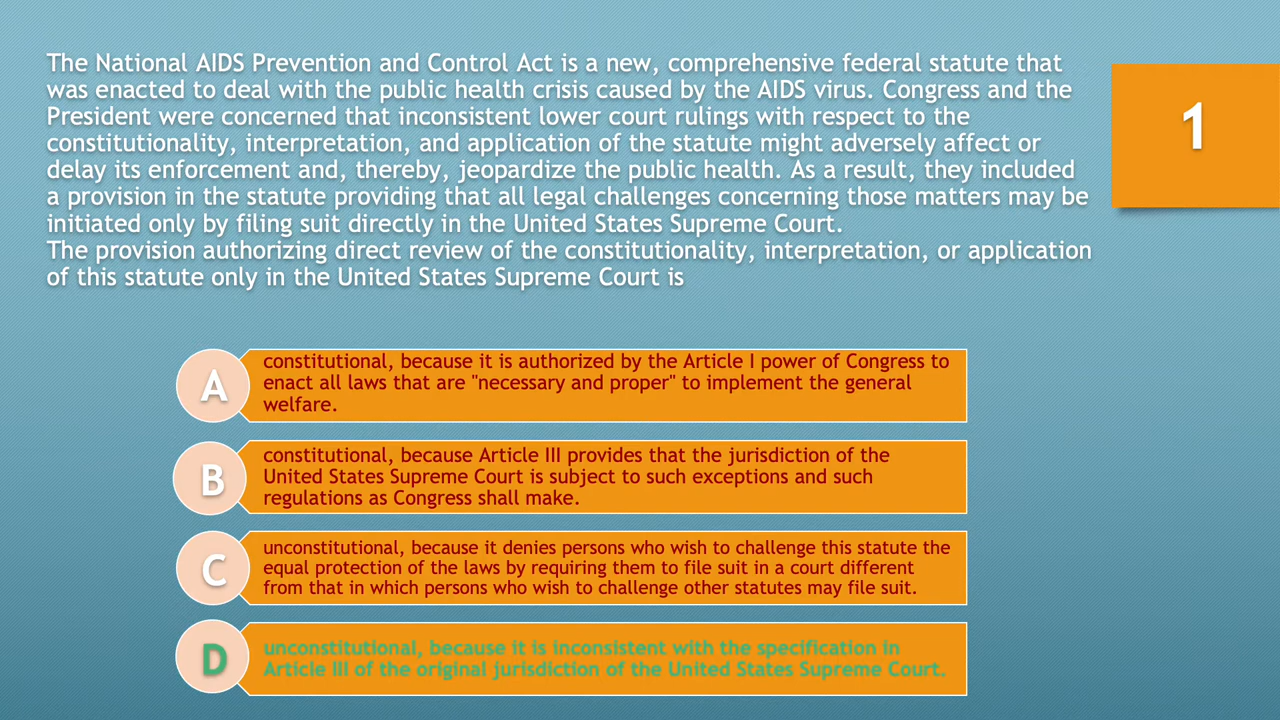 The National AIDS Prevention and Control Act is a new, comprehensive federal statute that
was enacted to deal with the public health crisis caused by the AIDS virus. Congress and the
President were concerned that inconsistent lower court rulings with respect to the
constitutionality, interpretation, and application of the statute might adversely affect or
delay its enforcement and, thereby, jeopardize the public health. As a result, they included
a provision in the statute providing that all legal challenges concerning those matters may be
initiated only by filing suit directly in the United States Supreme Court.
The provision authorizing direct review of the constitutionality, interpretation, or application
of this statute only in the United States Supreme Court is
1
A
constitutional, because it is authorized by the Article I power of Congress to
enact all laws that are "necessary and proper" to implement the general
welfare.
B
constitutional, because Article III provides that the jurisdiction of the
United States Supreme Court is subject to such exceptions and such
regulations as Congress shall make.
C
unconstitutional, because it denies persons who wish to challenge this statute the
equal protection of the laws by requiring them to file suit in a court different
from that in which persons who wish to challenge other statutes may file suit.
D
unconstitutional, because it is inconsistent with the specification in
Article III of the original jurisdiction of the United States Supreme Court.